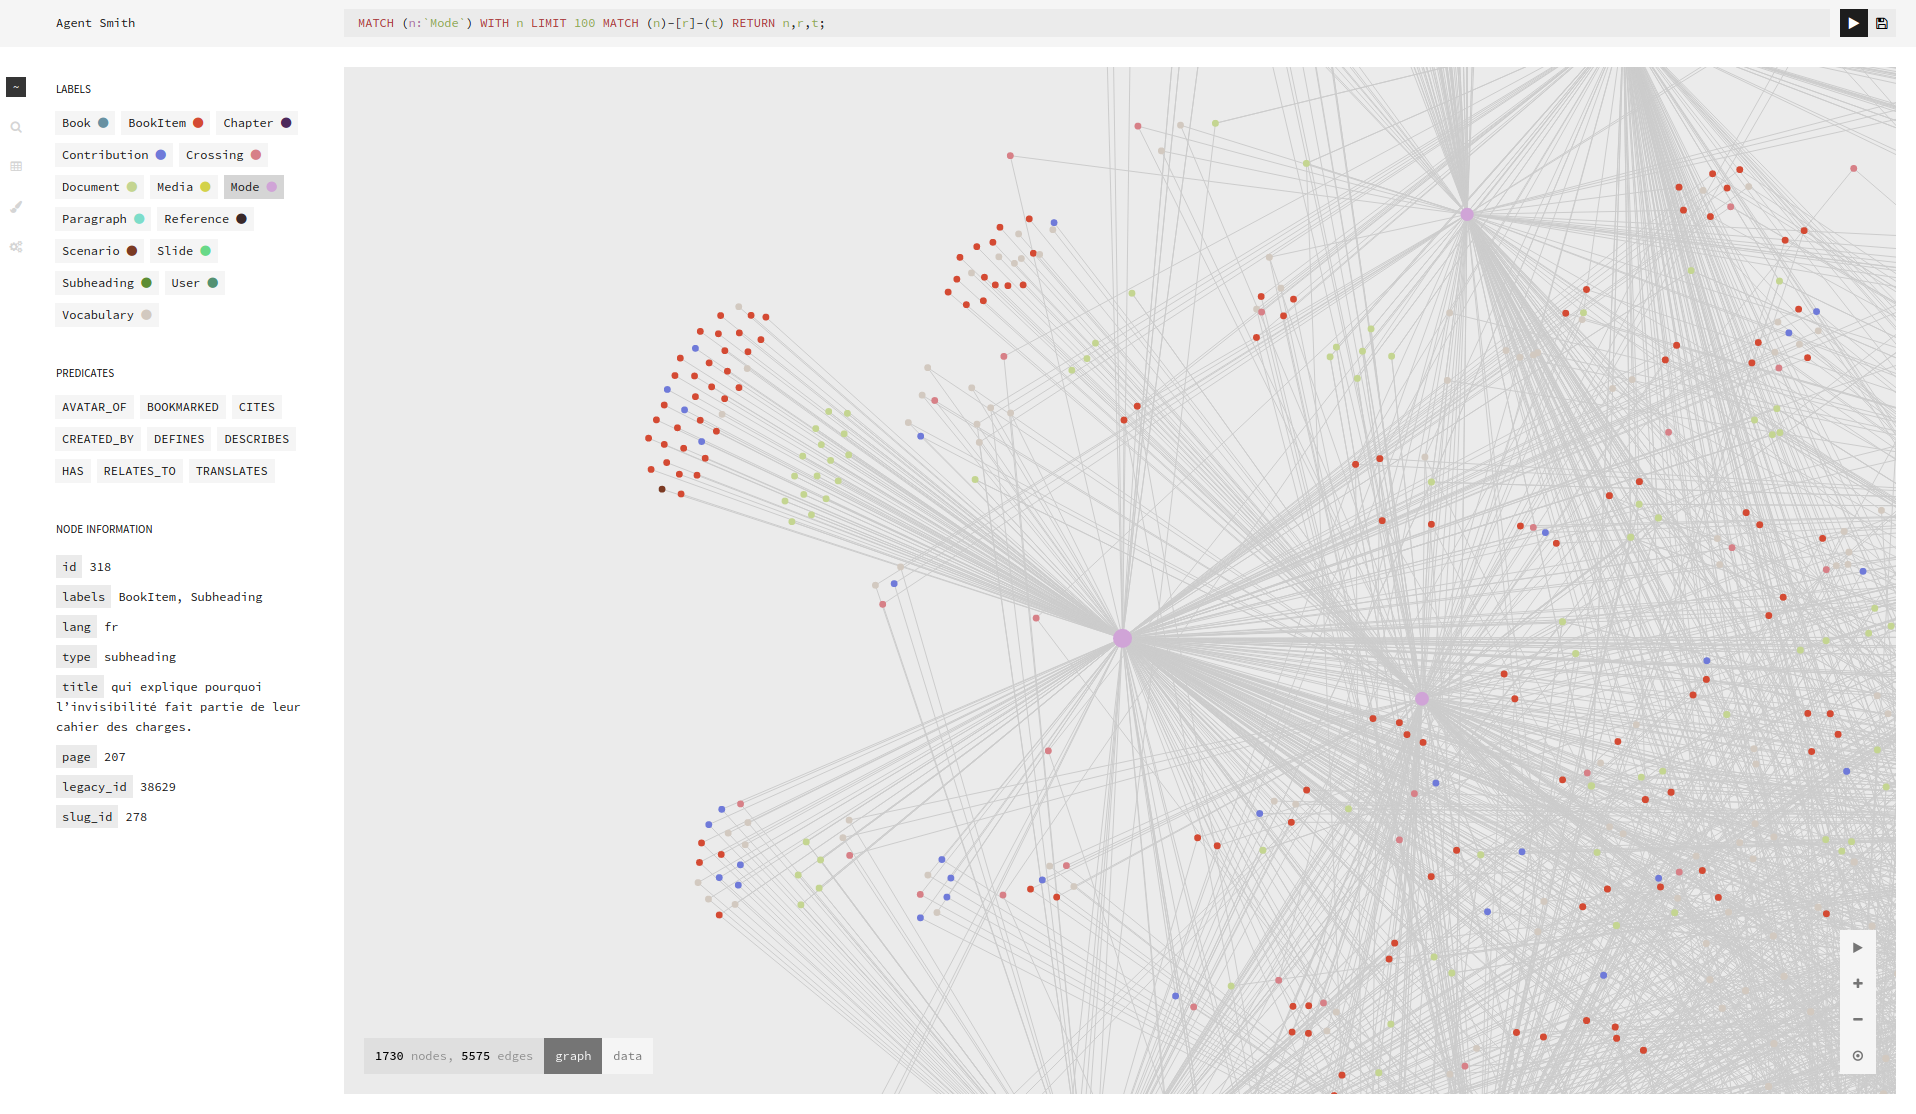 Agent Smith
MATCH (n:`Mode`) WITH n LIMIT 100 MATCH (n)-[r]-(t) RETURN n,r,t;
~
LABELS
Book
BookItem
Chapter
Contribution
Crossing
Document
Media
Mode
Paragraph
Reference
Scenario
Slide
Subheading
User
Vocabulary
PREDICATES
AVATAR_OF
BOOKMARKED
CITES
CREATED_BY
DEFINES
DESCRIBES
HAS
RELATES_TO
TRANSLATES
NODE INFORMATION
id 318
labels BookItem, Subheading
lang fr
type subheading
title qui explique pourquoi
l’invisibilité fait partie de leur
cahier des charges.
page 207
legacy_id 38629
slug_id 278
1730 nodes, 5575 edges
graph
data